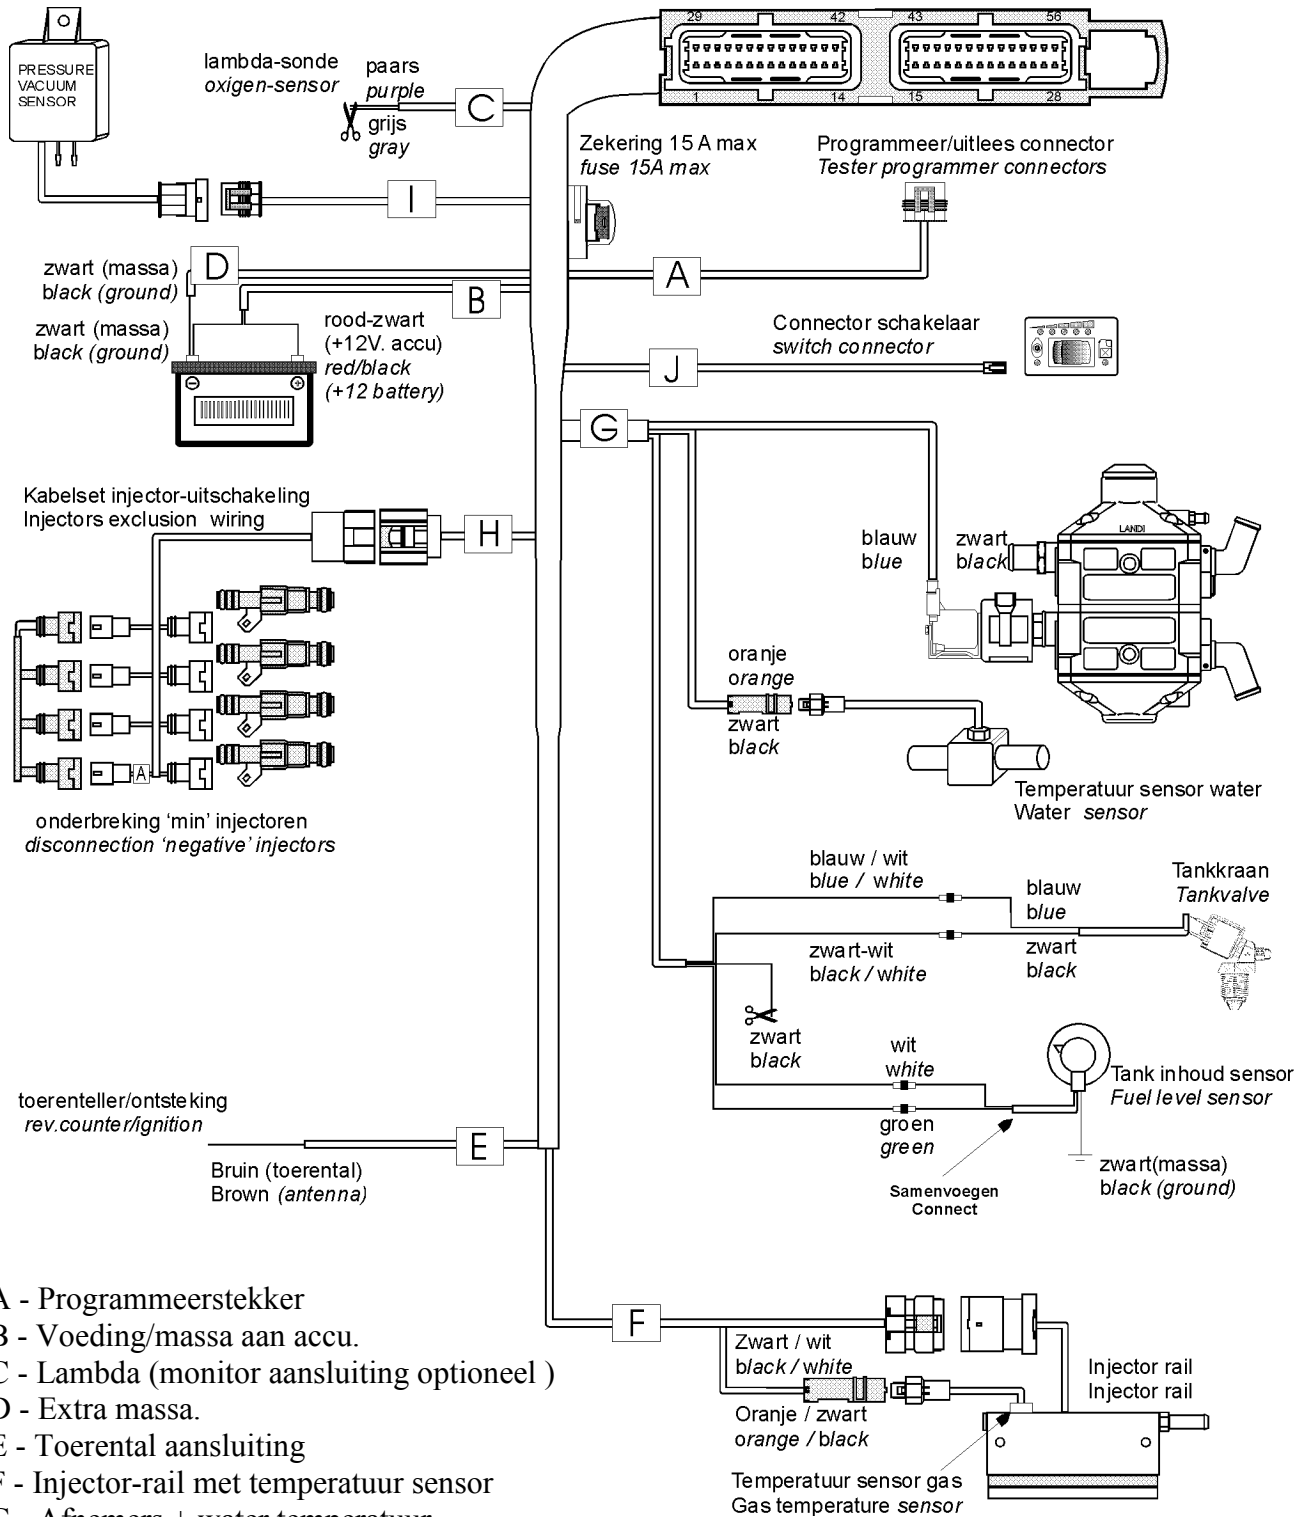 29 42 43 56
1 14 15 28
PRESSURE
VACUUM
SENSOR
lambda-sonde
oxigen-sensor
paars
purple
grijs
gray
C
I
Zekering 15 A max
fuse 15A max
Programmeer/uitlees connector
Tester programmer connectors
zwart (massa)
black (ground)
D
A
B
zwart (massa)
black (ground)
rood-zwart
(+12V. accu)
red/black
(+12 battery)
Connector schakelaar
switch connector
J
G
Kabelset injector-uitschakeling
Injectors exclusion wiring
H
blauw
blue
zwart
black
LANDI
oranje
orange
zwart
black
A
Temperatuur sensor water
Water sensor
onderbreking ‘min’ injectoren
disconnection ‘negative’ injectors
blauw / wit
blue / white
blauw
blue
Tankkraan
Tankvalve
zwart-wit
black / white
zwart
black
zwart
black
wit
white
Tank inhoud sensor
Fuel level sensor
groen
green
zwart(massa)
black (ground)
Samenvoegen
Connect
toerenteller/ontsteking
rev.counter/ignition
E
Bruin (toerental)
Brown (antenna)
F
Zwart / wit
black / white
Oranje / zwart
orange / black
Injector rail
Injector rail
Temperatuur sensor gas
Gas temperature sensor
A - Programmeerstekker
B - Voeding/massa aan accu.
C - Lambda (monitor aansluiting optioneel )
D - Extra massa.
E - Toerental aansluiting
F - Injector-rail met temperatuur sensor
G - Afnemers + water temperatuur